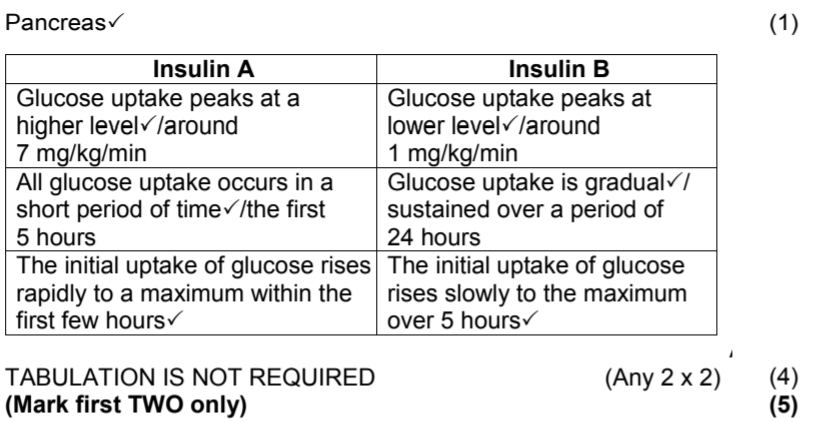 Pancreas✓ (1)
Insulin A Insulin B
Glucose uptake peaks at a
higher level✓/around
7 mg/kg/min
Glucose uptake peaks at
lower level✓/around
1 mg/kg/min
All glucose uptake occurs in a
short period of time✓/the first
5 hours
Glucose uptake is gradual✓/
sustained over a period of
24 hours
The initial uptake of glucose rises
rapidly to a maximum within the
first few hours✓
The initial uptake of glucose
rises slowly to the maximum
over 5 hours✓
TABULATION IS NOT REQUIRED (Any 2 x 2) (4)
(Mark first TWO only) (5)